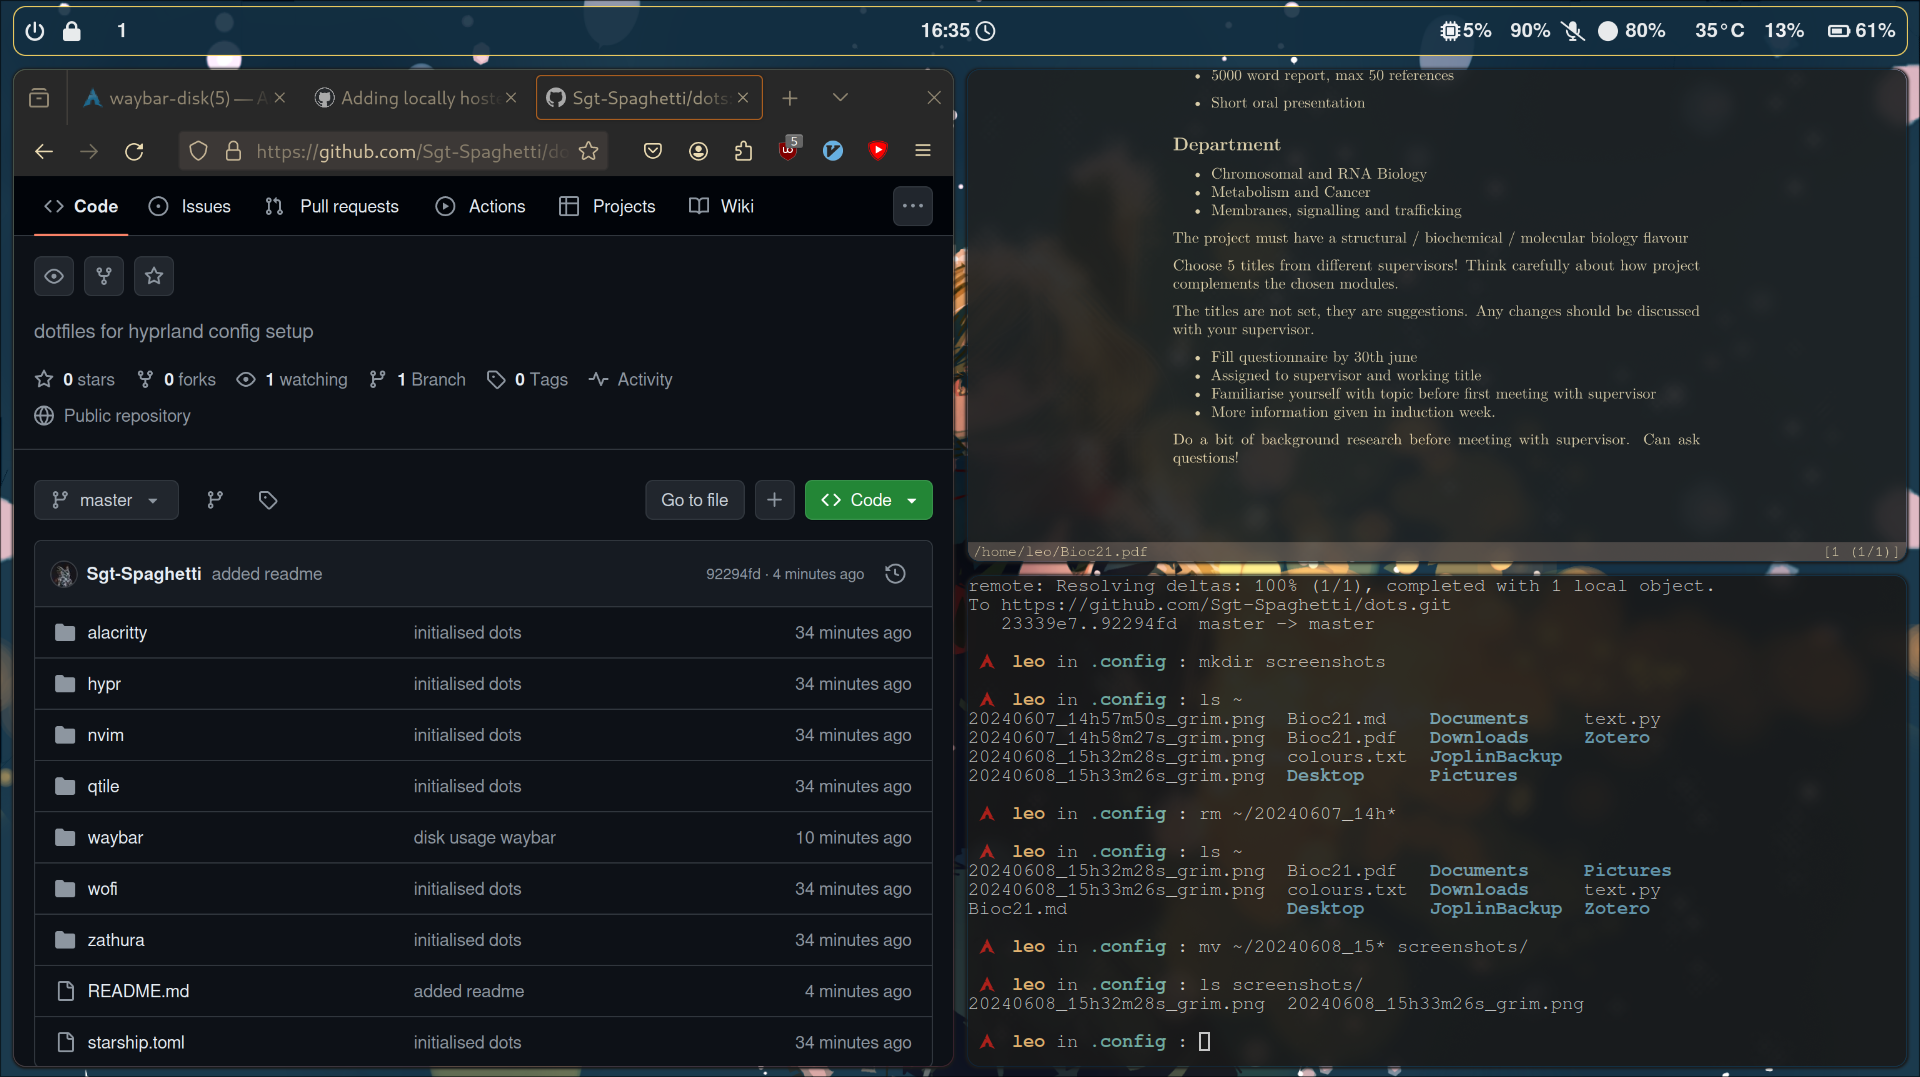 1
16:35
5%
90%
80%
35°C
13%
61%
waybar-disk(5) — A
Adding locally hoste
Sgt-Spaghetti/dots
https://github.com/Sgt-Spaghetti/do
5
Code
Issues
Pull requests
Actions
Projects
Wiki
dotfiles for hyprland config setup
0 stars
0 forks
1 watching
1 Branch
0 Tags
Activity
Public repository
master
Go to file
Code
Sgt-Spaghetti added readme 92294fd · 4 minutes ago
alacritty initialised dots 34 minutes ago
hypr initialised dots 34 minutes ago
nvim initialised dots 34 minutes ago
qtile initialised dots 34 minutes ago
waybar disk usage waybar 10 minutes ago
wofi initialised dots 34 minutes ago
zathura initialised dots 34 minutes ago
README.md added readme 4 minutes ago
starship.toml initialised dots 34 minutes ago
• 5000 word report, max 50 references
• Short oral presentation
Department
• Chromosomal and RNA Biology
• Metabolism and Cancer
• Membranes, signalling and trafficking
The project must have a structural / biochemical / molecular biology flavour
Choose 5 titles from different supervisors! Think carefully about how project
complements the chosen modules.
The titles are not set, they are suggestions. Any changes should be discussed
with your supervisor.
• Fill questionnaire by 30th june
• Assigned to supervisor and working title
• Familiarise yourself with topic before first meeting with supervisor
• More information given in induction week.
Do a bit of background research before meeting with supervisor. Can ask
questions!
/home/leo/Bioc21.pdf [1 (1/1)]
remote: Resolving deltas: 100% (1/1), completed with 1 local object.
To https://github.com/Sgt-Spaghetti/dots.git
23339e7..92294fd master -> master
leo in .config : mkdir screenshots
leo in .config : ls ~
20240607_14h57m50s_grim.png Bioc21.md Documents text.py
20240607_14h58m27s_grim.png Bioc21.pdf Downloads Zotero
20240608_15h32m28s_grim.png colours.txt JoplinBackup
20240608_15h33m26s_grim.png Desktop Pictures
leo in .config : rm ~/20240607_14h*
leo in .config : ls ~
20240608_15h32m28s_grim.png Bioc21.pdf Documents Pictures
20240608_15h33m26s_grim.png colours.txt Downloads text.py
Bioc21.md Desktop JoplinBackup Zotero
leo in .config : mv ~/20240608_15* screenshots/
leo in .config : ls screenshots/
20240608_15h32m28s_grim.png 20240608_15h33m26s_grim.png
leo in .config :